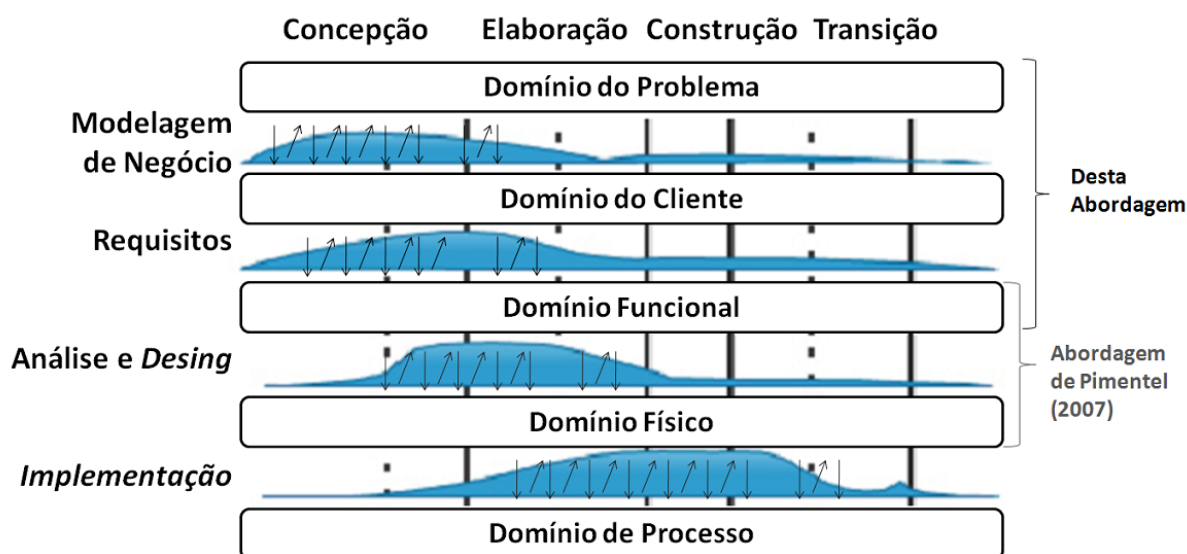 Concepção Elaboração Construção Transição
Domínio do Problema
Modelagem
de Negócio
Domínio do Cliente
Desta
Abordagem
Requisitos
Domínio Funcional
Análise e Desing
Abordagem
de Pimentel
(2007)
Domínio Físico
Implementação
Domínio de Processo